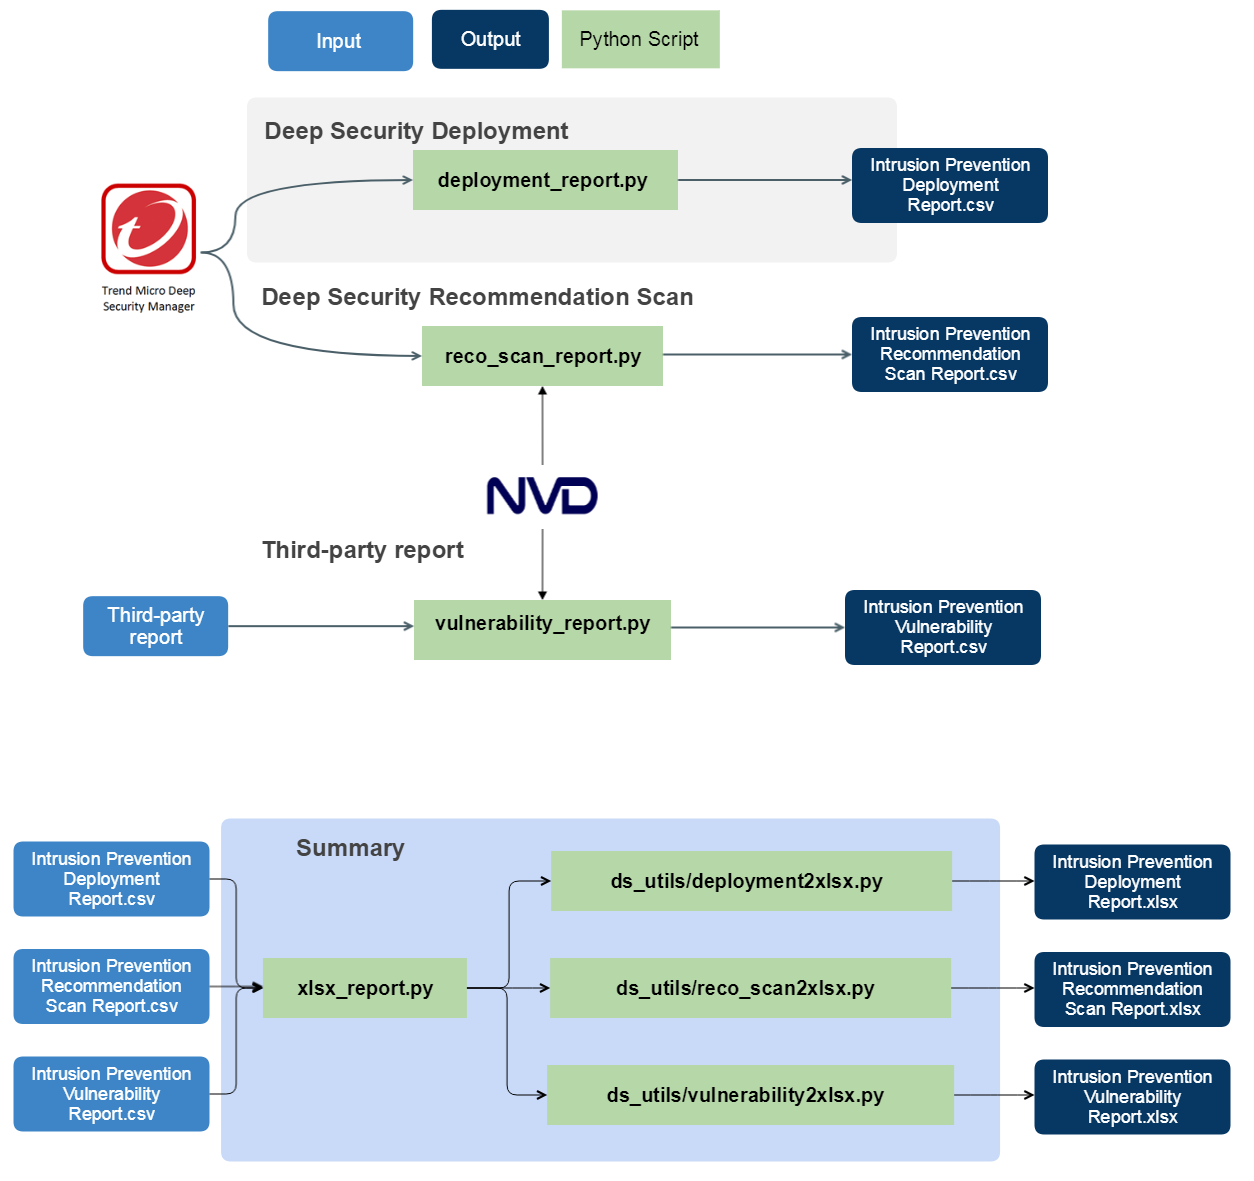 Input
Output
Python Script
Deep Security Deployment
deployment_report.py
Intrusion Prevention
Deployment
Report.csv
Trend Micro Deep
Security Manager
Deep Security Recommendation Scan
reco_scan_report.py
Intrusion Prevention
Recommendation
Scan Report.csv
NVD
Third-party report
Third-party
report
vulnerability_report.py
Intrusion Prevention
Vulnerability
Report.csv
Summary
Intrusion Prevention
Deployment
Report.csv
Intrusion Prevention
Recommendation
Scan Report.csv
Intrusion Prevention
Vulnerability
Report.csv
xlsx_report.py
ds_utils/deployment2xlsx.py
ds_utils/reco_scan2xlsx.py
ds_utils/vulnerability2xlsx.py
Intrusion Prevention
Deployment
Report.xlsx
Intrusion Prevention
Recommendation
Scan Report.xlsx
Intrusion Prevention
Vulnerability
Report.xlsx